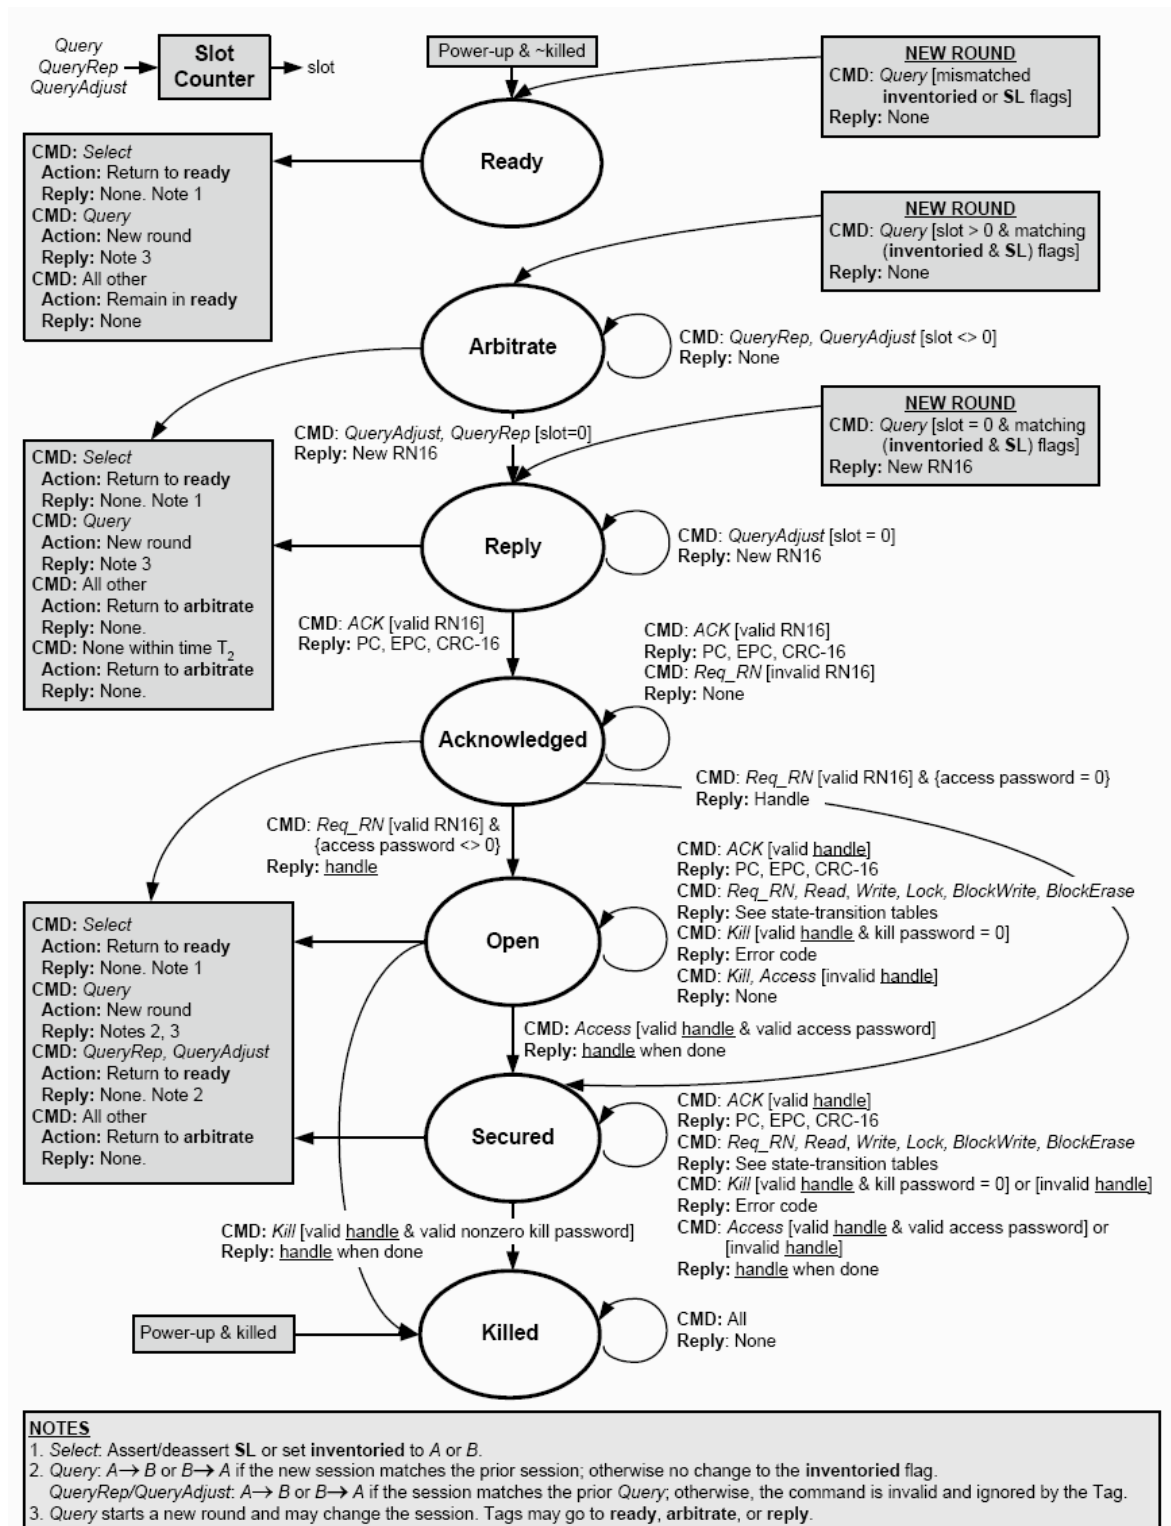 Query
QueryRep
QueryAdjust
Slot
Counter
slot
Power-up & ~killed
NEW ROUND
CMD: Query [mismatched
inventoried or SL flags]
Reply: None
Ready
CMD: Select
Action: Return to ready
Reply: None. Note 1
CMD: Query
Action: New round
Reply: Note 3
CMD: All other
Action: Remain in ready
Reply: None
NEW ROUND
CMD: Query [slot > 0 & matching
(inventoried & SL) flags]
Reply: None
Arbitrate
CMD: QueryRep, QueryAdjust [slot <> 0]
Reply: None
NEW ROUND
CMD: Query [slot = 0 & matching
(inventoried & SL) flags]
Reply: New RN16
CMD: QueryAdjust, QueryRep [slot=0]
Reply: New RN16
CMD: Select
Action: Return to ready
Reply: None. Note 1
CMD: Query
Action: New round
Reply: Note 3
CMD: All other
Action: Return to arbitrate
Reply: None.
CMD: None within time T2
Action: Return to arbitrate
Reply: None.
Reply
CMD: QueryAdjust [slot = 0]
Reply: New RN16
CMD: ACK [valid RN16]
Reply: PC, EPC, CRC-16
CMD: ACK [valid RN16]
Reply: PC, EPC, CRC-16
CMD: Req_RN [invalid RN16]
Reply: None
Acknowledged
CMD: Req_RN [valid RN16] & {access password = 0}
Reply: Handle
CMD: Req_RN [valid RN16] &
{access password <> 0}
Reply: handle
CMD: ACK [valid handle]
Reply: PC, EPC, CRC-16
CMD: Req_RN, Read, Write, Lock, BlockWrite, BlockErase
Reply: See state-transition tables
CMD: Kill [valid handle & kill password = 0]
Reply: Error code
CMD: Kill, Access [invalid handle]
Reply: None
Open
CMD: Select
Action: Return to ready
Reply: None. Note 1
CMD: Query
Action: New round
Reply: Notes 2, 3
CMD: QueryRep, QueryAdjust
Action: Return to ready
Reply: None. Note 2
CMD: All other
Action: Return to arbitrate
Reply: None.
CMD: Access [valid handle & valid access password]
Reply: handle when done
Secured
CMD: ACK [valid handle]
Reply: PC, EPC, CRC-16
CMD: Req_RN, Read, Write, Lock, BlockWrite, BlockErase
Reply: See state-transition tables
CMD: Kill [valid handle & kill password = 0] or [invalid handle]
Reply: Error code
CMD: Access [valid handle & valid access password] or
[invalid handle]
Reply: handle when done
CMD: Kill [valid handle & valid nonzero kill password]
Reply: handle when done
Power-up & killed
Killed
CMD: All
Reply: None
NOTES
1. Select: Assert/deassert SL or set inventoried to A or B.
2. Query: A→ B or B→ A if the new session matches the prior session; otherwise no change to the inventoried flag.
QueryRep/QueryAdjust: A→ B or B→ A if the session matches the prior Query; otherwise, the command is invalid and ignored by the Tag.
3. Query starts a new round and may change the session. Tags may go to ready, arbitrate, or reply.